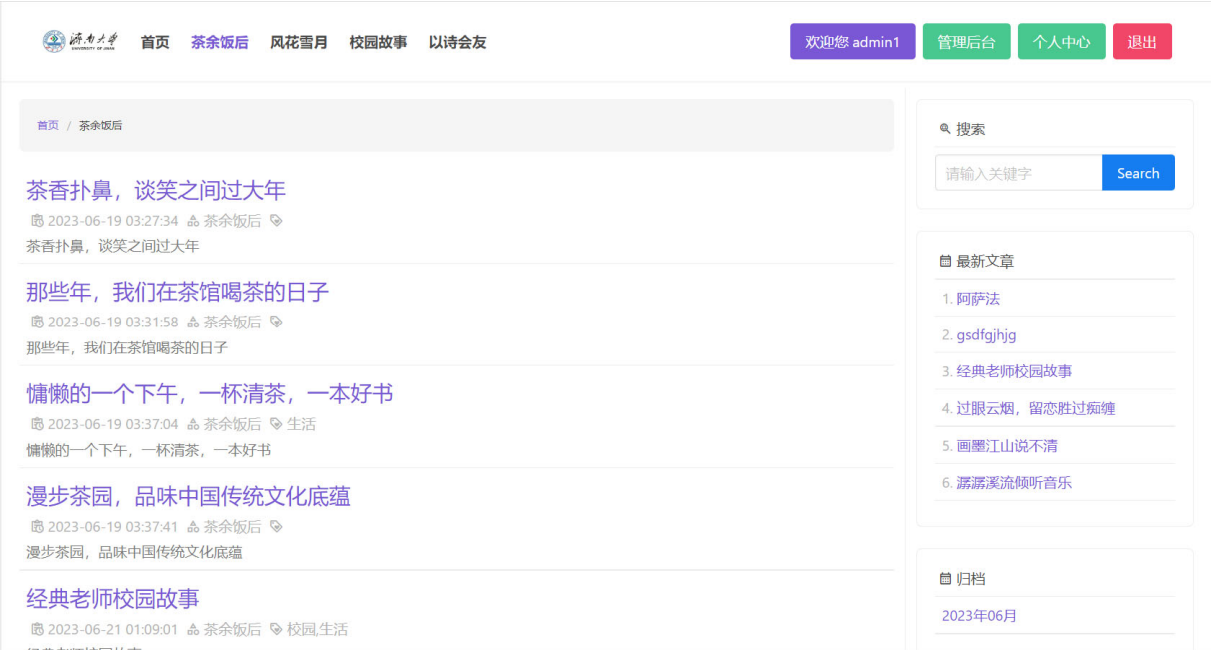 济南大学
UNIVERSITY OF JINAN
首页 茶余饭后 风花雪月 校园故事 以诗会友
欢迎您 admin1 管理后台 个人中心 退出
首页 / 茶余饭后
茶香扑鼻，谈笑之间过大年
2023-06-19 03:27:34 茶余饭后
茶香扑鼻，谈笑之间过大年
那些年，我们在茶馆喝茶的日子
2023-06-19 03:31:58 茶余饭后
那些年，我们在茶馆喝茶的日子
慵懒的一个下午，一杯清茶，一本好书
2023-06-19 03:37:04 茶余饭后 生活
慵懒的一个下午，一杯清茶，一本好书
漫步茶园，品味中国传统文化底蕴
2023-06-19 03:37:41 茶余饭后
漫步茶园，品味中国传统文化底蕴
经典老师校园故事
2023-06-21 01:09:01 茶余饭后 校园,生活
搜索
请输入关键字 Search
最新文章
1. 阿萨法
2. gsdfgjhjg
3. 经典老师校园故事
4. 过眼云烟，留恋胜过痴缠
5. 画墨江山说不清
6. 潺潺溪流倾听音乐
归档
2023年06月